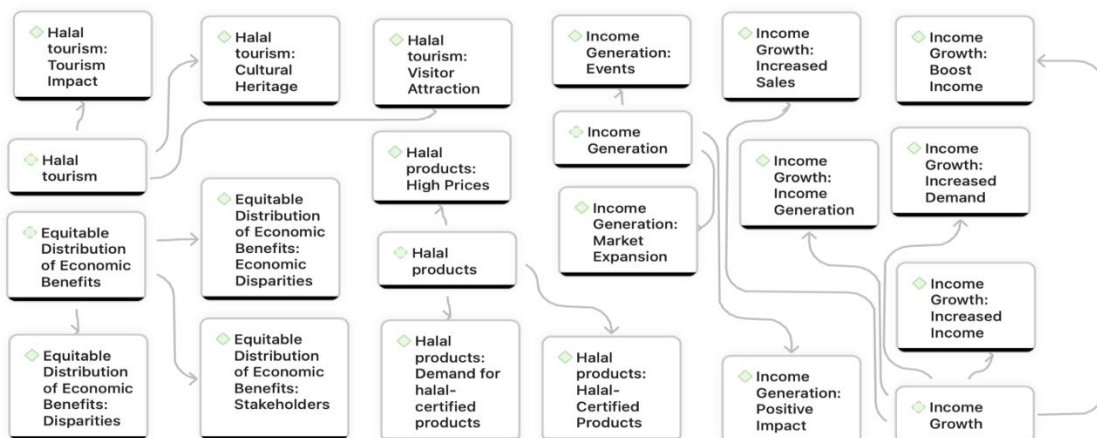 Halal
tourism:
Tourism
Impact
Halal
tourism:
Cultural
Heritage
Halal
tourism:
Visitor
Attraction
Income
Generation:
Events
Income
Growth:
Increased
Sales
Income
Growth:
Boost
Income
Halal
tourism
Halal
products:
High Prices
Income
Generation
Income
Growth:
Income
Generation
Income
Growth:
Increased
Demand
Equitable
Distribution
of Economic
Benefits
Equitable
Distribution
of Economic
Benefits:
Economic
Disparities
Halal
products
Income
Generation:
Market
Expansion
Income
Growth:
Increased
Income
Equitable
Distribution
of Economic
Benefits:
Disparities
Equitable
Distribution
of Economic
Benefits:
Stakeholders
Halal
products:
Demand for
halal-
certified
products
Halal
products:
Halal-
Certified
Products
Income
Generation:
Positive
Impact
Income
Growth